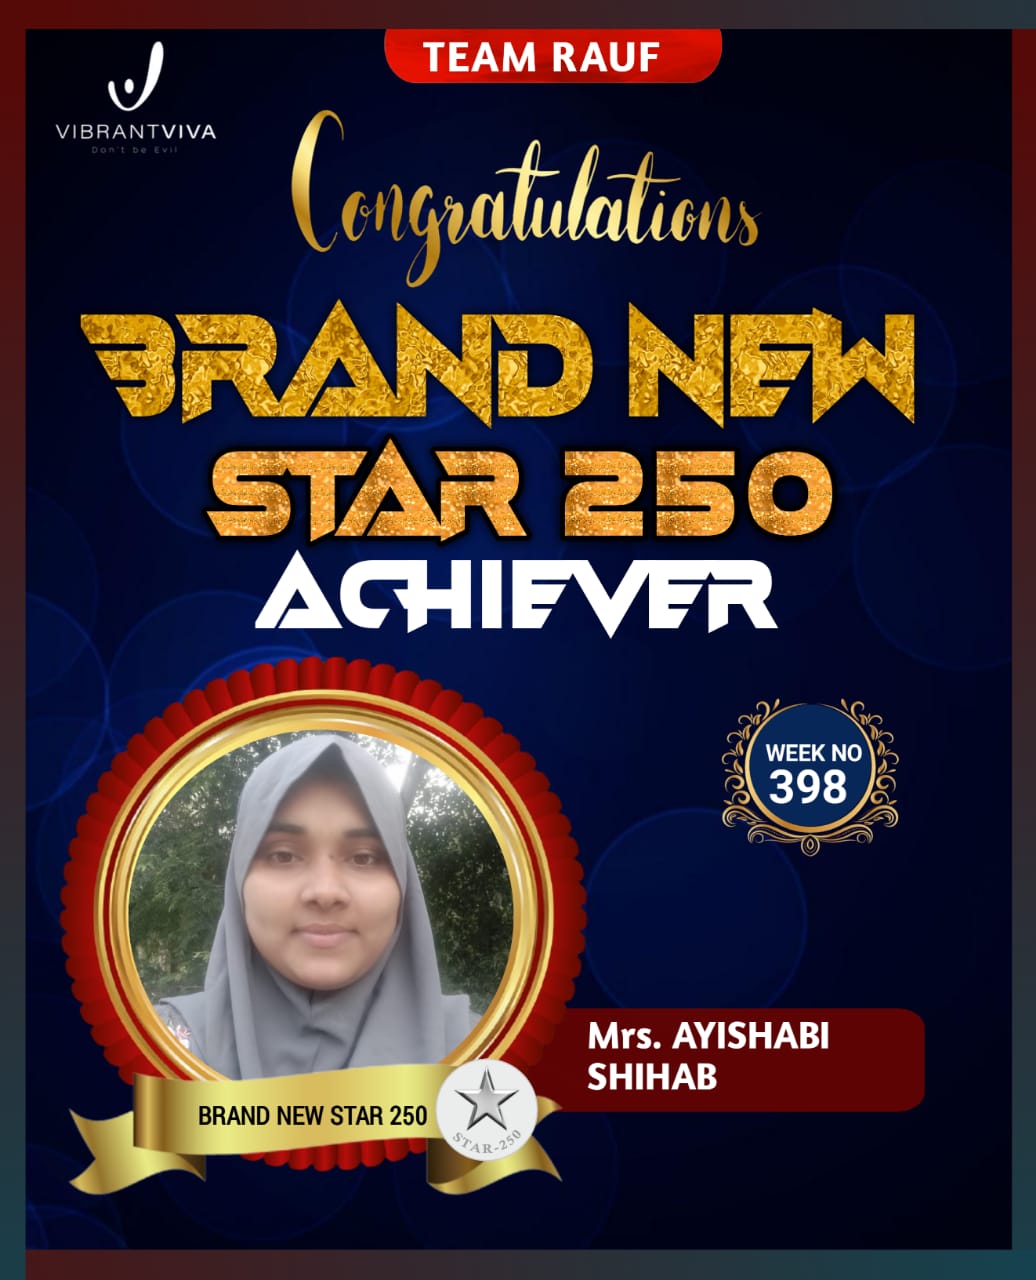 TEAM RAUF
VIBRANTVIVA
Don't be Evil
Congratulations
BRAND NEW
STAR 250
ACHIEVER
WEEK NO
398
Mrs. AYISHABI
SHIHAB
BRAND NEW STAR 250
STAR-250